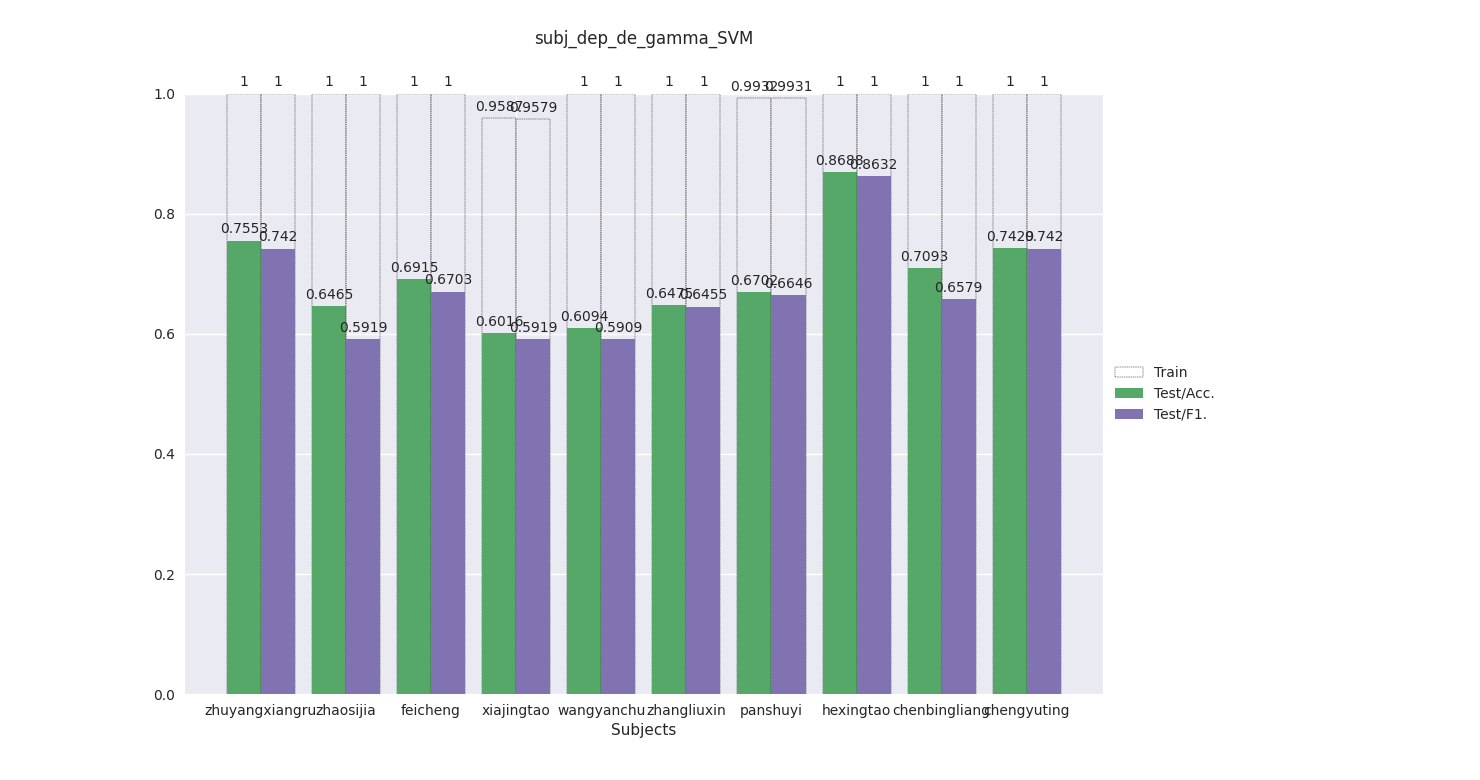 subj_dep_de_gamma_SVM
1 1 1 1 1 1 0.9587 0.9579 1 1 1 1 0.9932 0.9931 1 1 1 1 1 1
1.0
0.8688 0.8632
0.8
0.7553 0.742 0.7093 0.7429 0.742
0.6465 0.5919 0.6915 0.6703 0.6016 0.5919 0.6094 0.5909 0.6475 0.6455 0.6702 0.6646 0.6579
0.6
0.4
0.2
0.0
zhuyangxiangru zhaosijia feicheng xiajingtao wangyanchu zhangliuxin panshuyi hexingtao chenbingliang chengyuting
Subjects
Train
Test/Acc.
Test/F1.